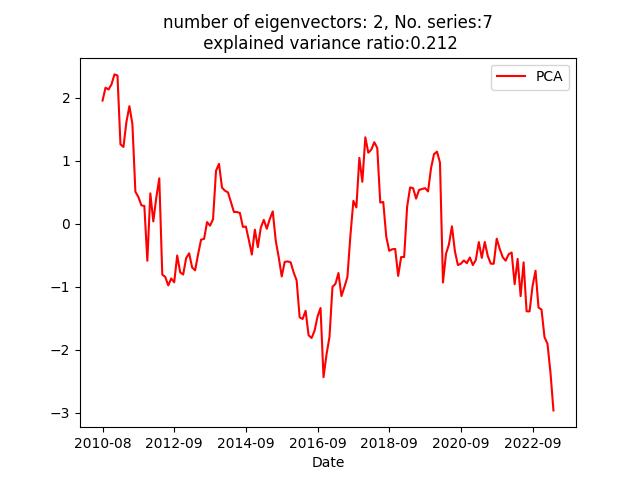 number of eigenvectors: 2, No. series:7
explained variance ratio:0.212
PCA
2
1
0
−1
−2
−3
2010-08 2012-09 2014-09 2016-09 2018-09 2020-09 2022-09
Date